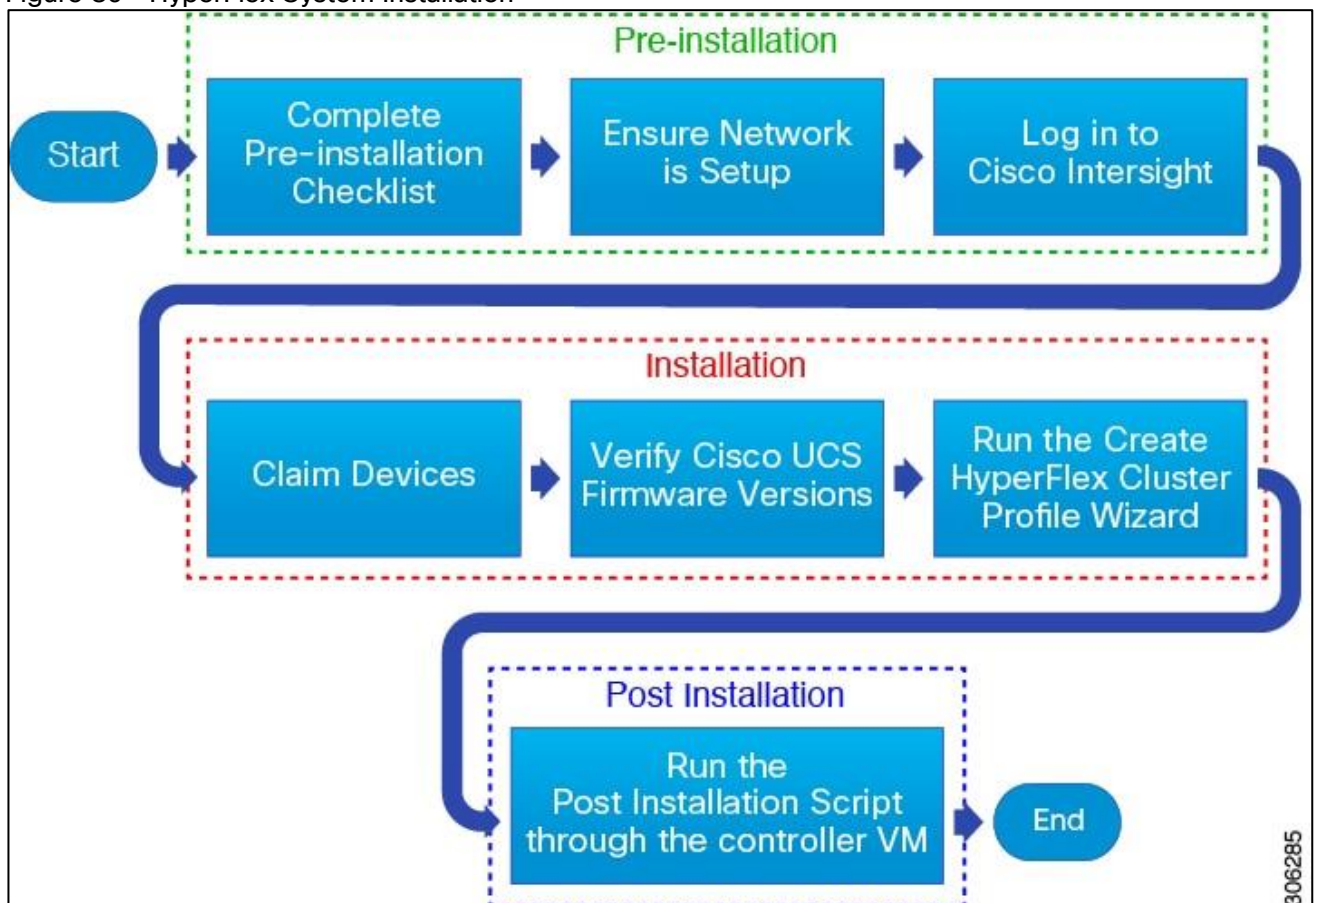 Pre-installation
Start
Complete
Pre-installation
Checklist
Ensure Network
is Setup
Log in to
Cisco Intersight
Installation
Claim Devices
Verify Cisco UCS
Firmware Versions
Run the Create
HyperFlex Cluster
Profile Wizard
Post Installation
Run the
Post Installation Script
through the controller VM
End
306285